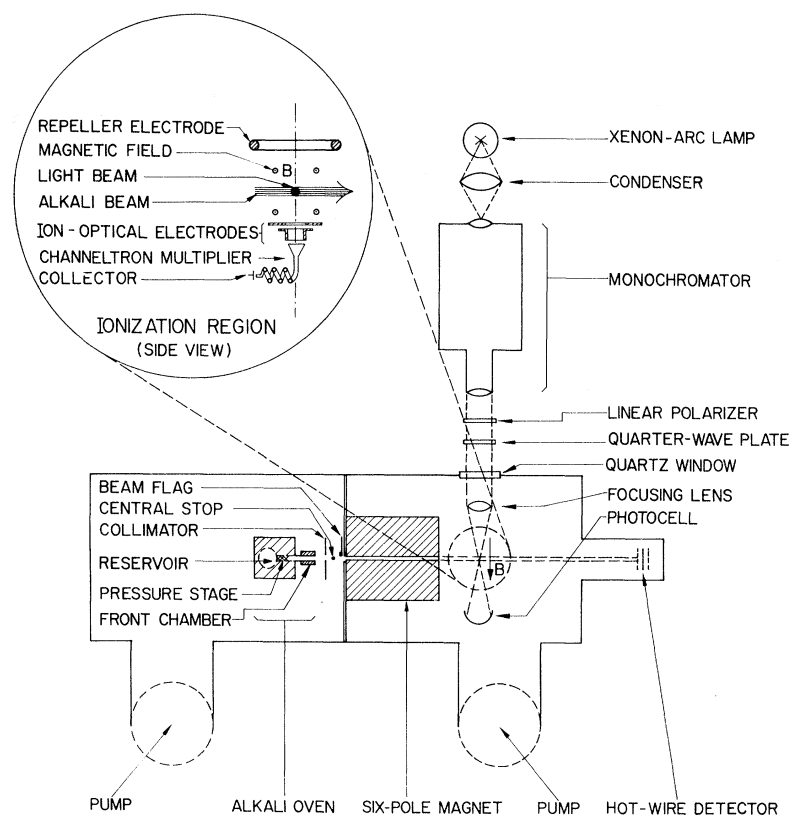 REPELLER ELECTRODE
MAGNETIC FIELD
B
LIGHT BEAM
ALKALI BEAM
ION-OPTICAL ELECTRODES
CHANNELTRON MULTIPLIER
COLLECTOR
IONIZATION REGION
(SIDE VIEW)
XENON-ARC LAMP
CONDENSER
MONOCHROMATOR
LINEAR POLARIZER
QUARTER-WAVE PLATE
QUARTZ WINDOW
FOCUSING LENS
PHOTOCELL
BEAM FLAG
CENTRAL STOP
COLLIMATOR
RESERVOIR
PRESSURE STAGE
FRONT CHAMBER
B
PUMP
ALKALI OVEN
SIX-POLE MAGNET
PUMP
HOT-WIRE DETECTOR